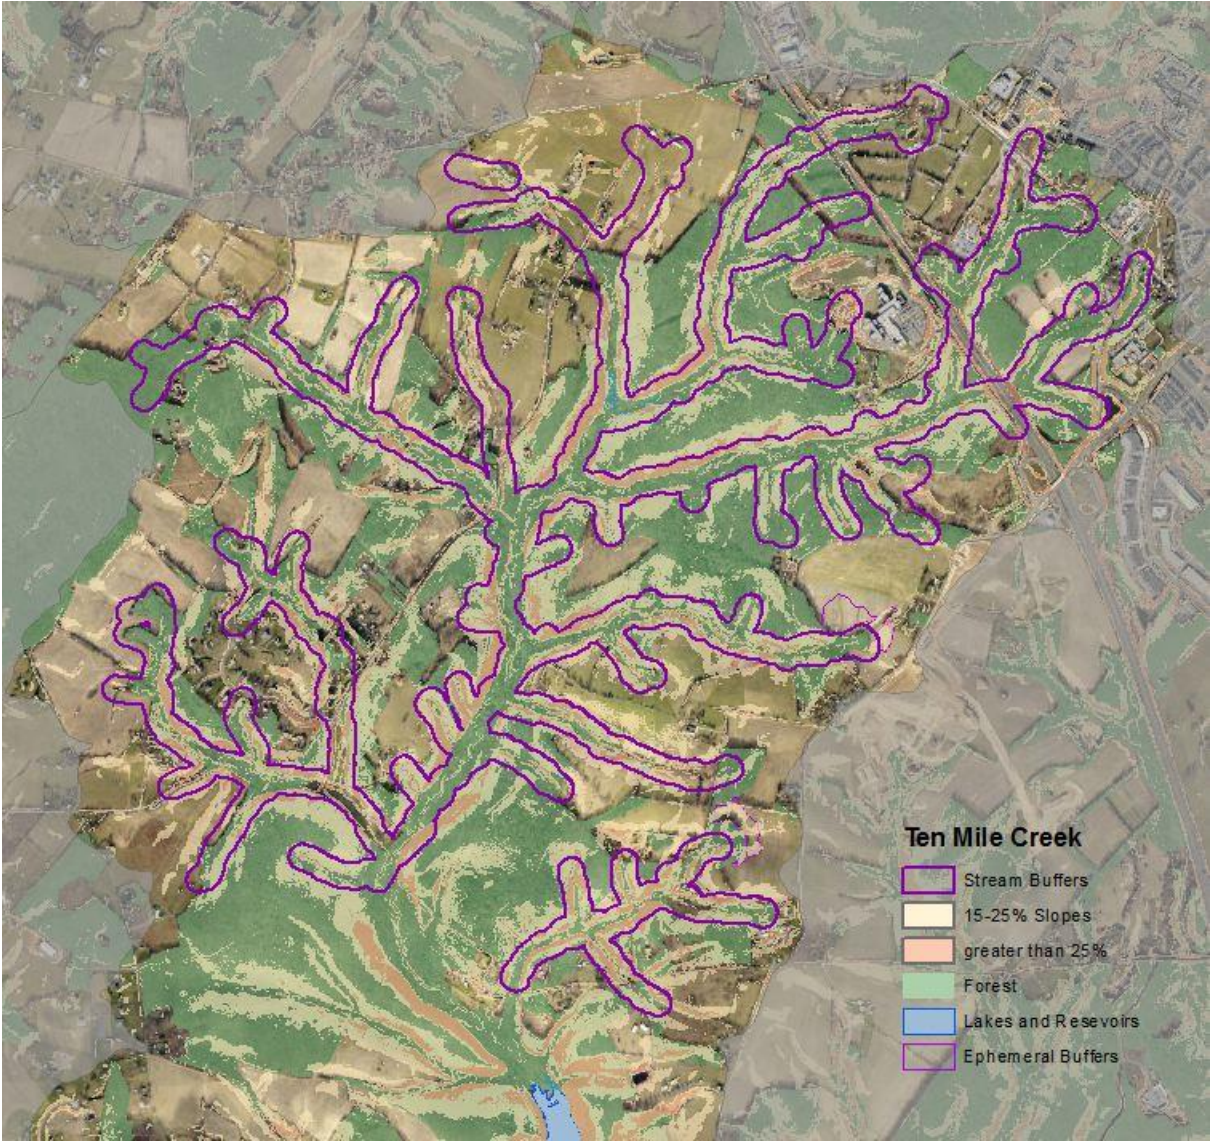 Ten Mile Creek
Stream Buffers
15-25% Slopes
greater than 25%
Forest
Lakes and Resevoirs
Ephemeral Buffers